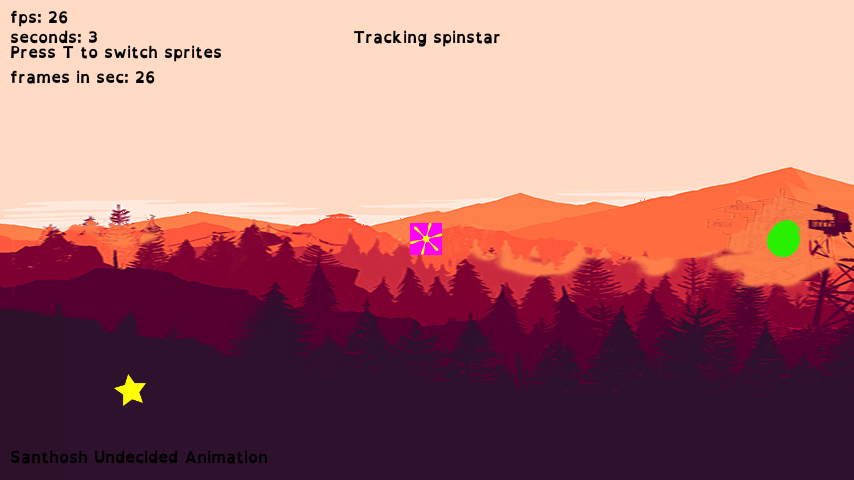 fps: 26
seconds: 3
Press T to switch sprites
frames in sec: 26
Tracking spinstar
Santhosh Undecided Animation